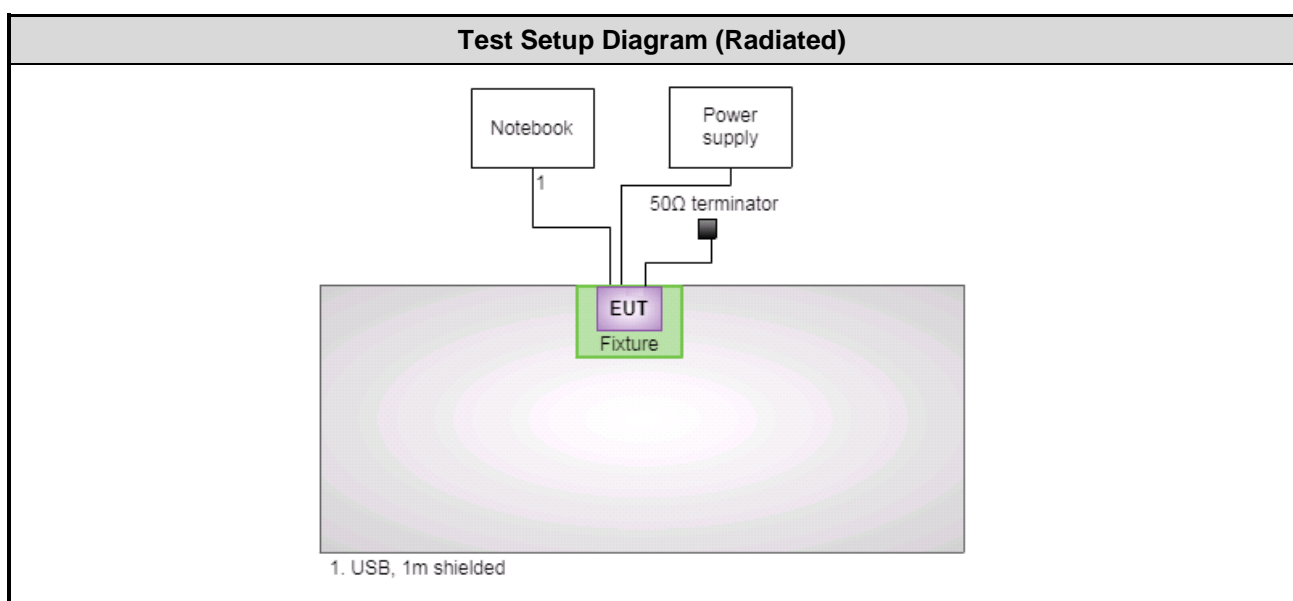 Test Setup Diagram (Radiated)
Notebook
Power
supply
1
50Ω terminator
EUT
Fixture
1. USB, 1m shielded